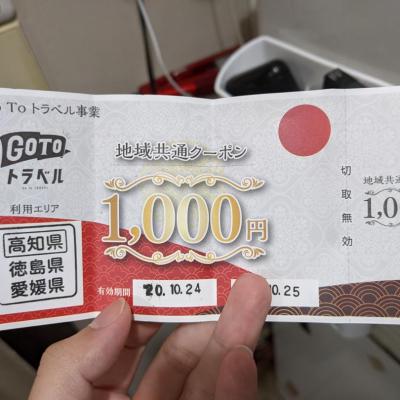 o To トラベル事業
GOTO
トラベル
利用エリア
高知県
徳島県
愛媛県
地域共通クーポン
1,000円
有効期間 '20.10.24
.10.25
切取無効
地域共通
1,0